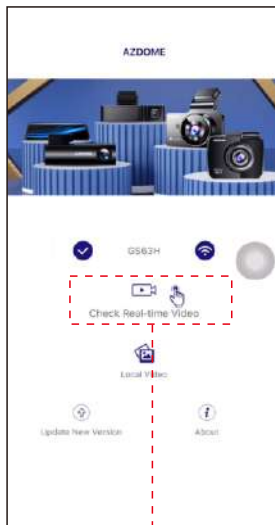 AZDOME
GS63H
Check Real-time Video
Local Video
Update New Version
About